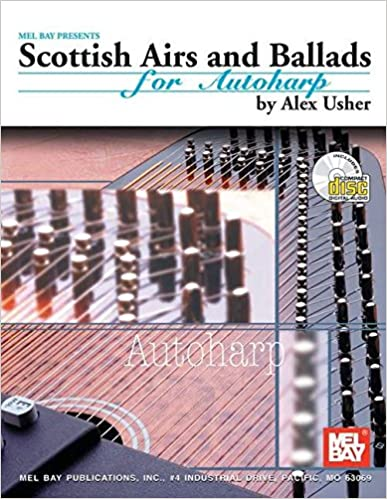 MEL BAY PRESENTS
Scottish Airs and Ballads
for Autoharp
by Alex Usher
INCLUDES
COMPACT
disc
DIGITAL AUDIO
Autoharp
MEL BAY
MEL BAY PUBLICATIONS, INC., #4 INDUSTRIAL DRIVE, PACIFIC, MO 63069